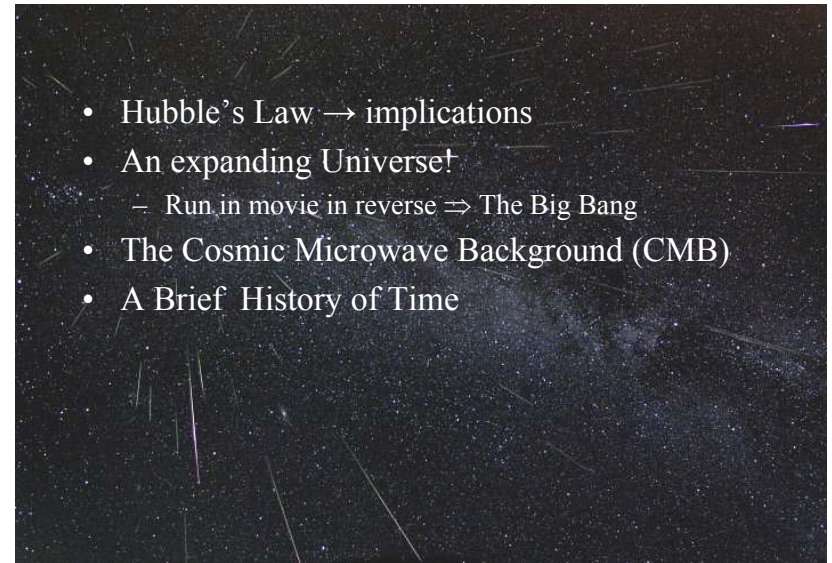 • Hubble’s Law → implications
• An expanding Universe!
– Run in movie in reverse ⇒ The Big Bang
• The Cosmic Microwave Background (CMB)
• A Brief History of Time